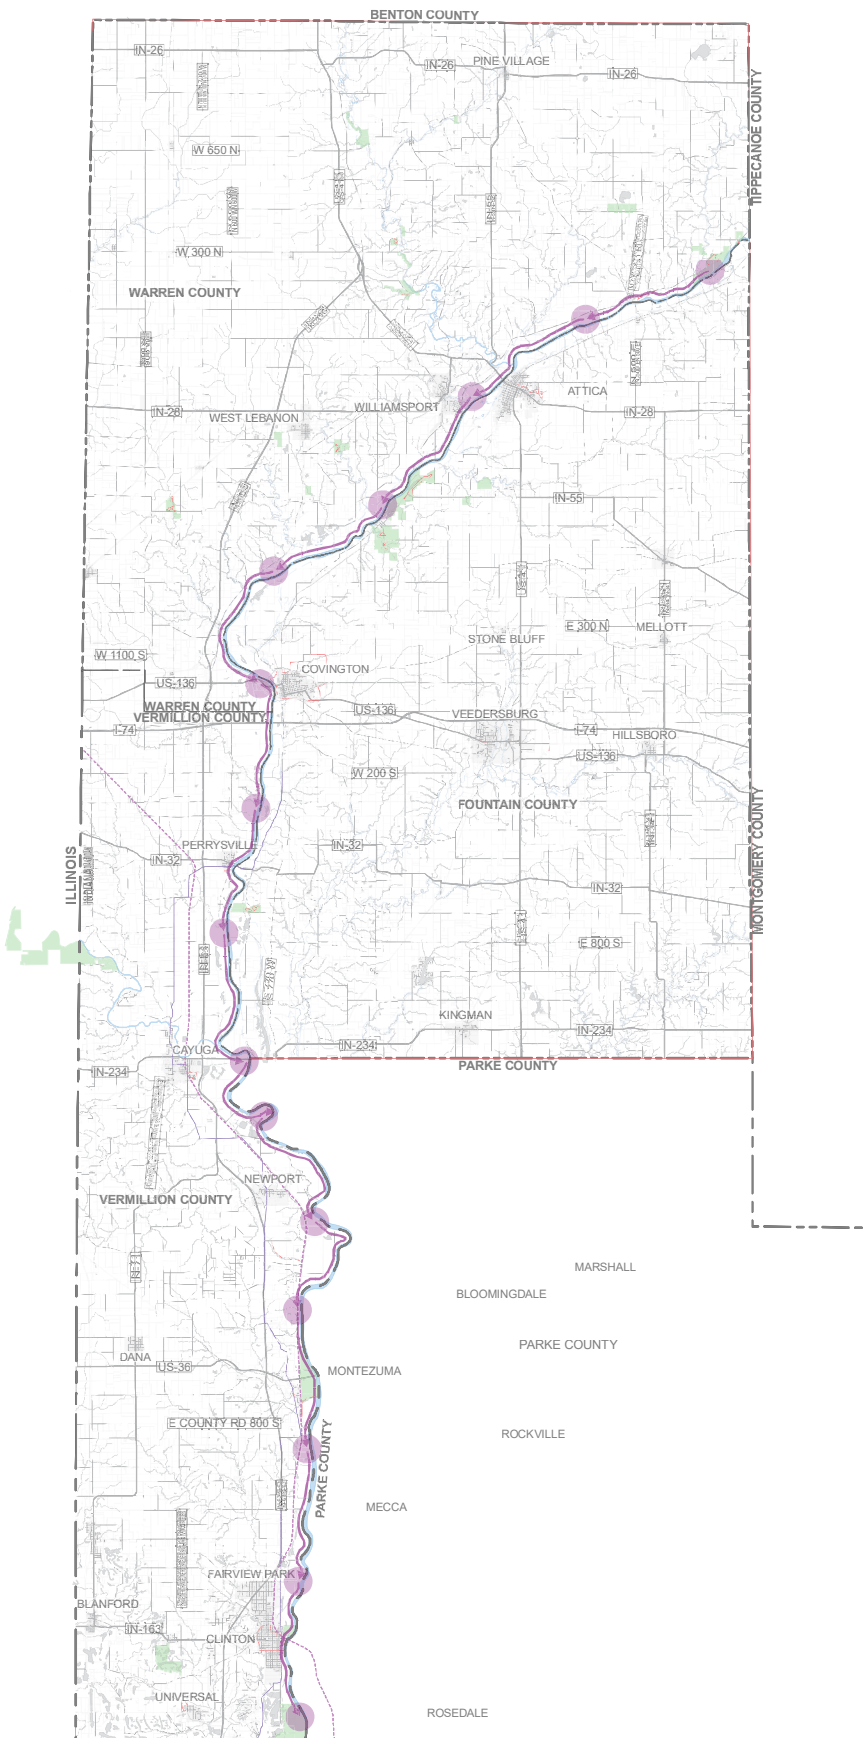 BENTON COUNTY
IN-26
IN-26
PINE VILLAGE
IN-26
TIPPECANOE COUNTY
W 650 N
W 300 N
WARREN COUNTY
ATTICA
WILLIAMSPORT
IN-28
WEST LEBANON
IN-28
IN-55
E 300 N
MELLOTT
STONE BLUFF
W 1100 S
COVINGTON
US-136
WARREN COUNTY
VERMILLION COUNTY
US-136
VEEDERSBURG
I-74
I-74
HILLSBORO
US-136
W 200 S
FOUNTAIN COUNTY
MONTGOMERY COUNTY
PERRYSVILLE
IN-32
IN-32
ILLINOIS
INDIANA
IN-32
E 800 S
IN-63
KINGMAN
IN-234
IN-234
CAYUGA
IN-234
PARKE COUNTY
NEWPORT
VERMILLION COUNTY
IN-71
MARSHALL
BLOOMINGDALE
PARKE COUNTY
DANA
US-36
MONTEZUMA
E COUNTY RD 800 S
ROCKVILLE
PARKE COUNTY
MECCA
FAIRVIEW PARK
BLANFORD
IN-163
CLINTON
UNIVERSAL
ROSEDALE